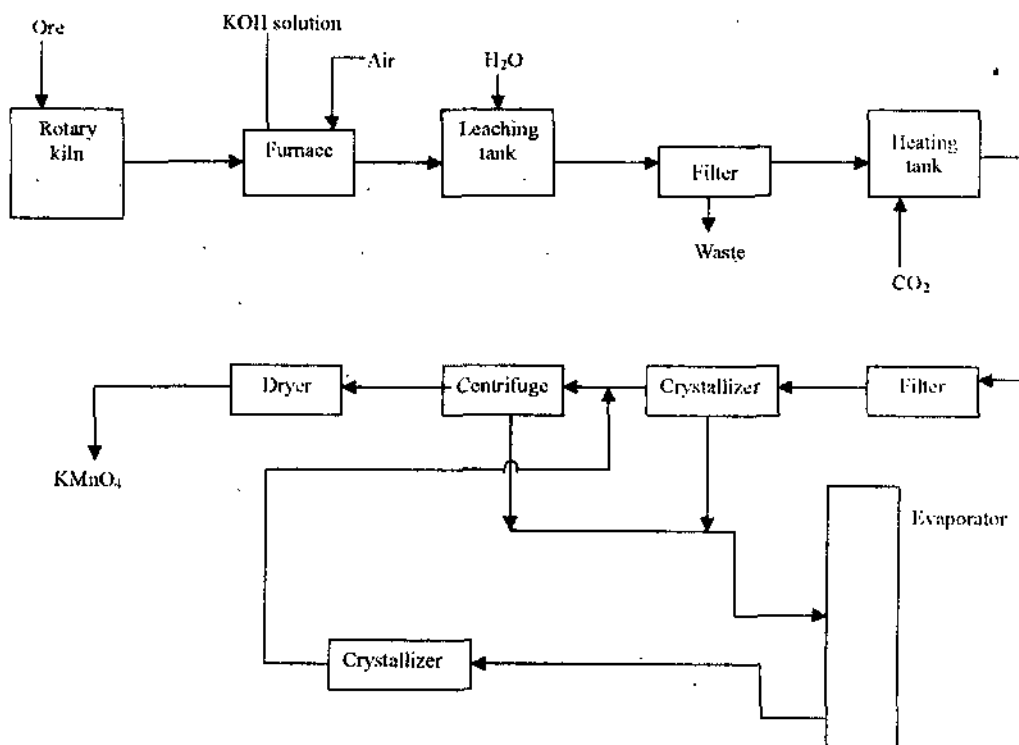 Ore
KOH solution
Air
H₂O
Rotary
kiln
Furnace
Leaching
tank
Filter
Heating
tank
Waste
CO₂
Dryer
Centrifuge
Crystallizer
Filter
KMnO₄
Evaporator
Crystallizer